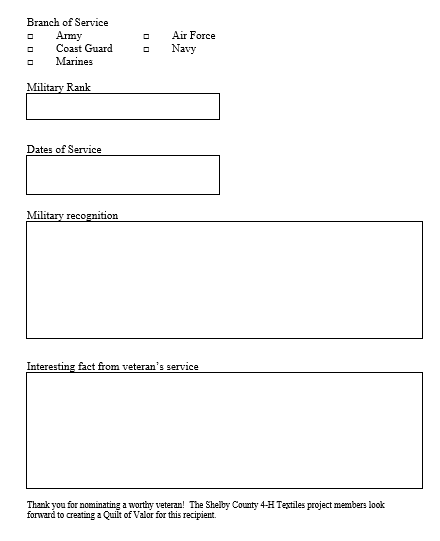 Branch of Service
□ Army □ Air Force
□ Coast Guard □ Navy
□ Marines
Military Rank
Dates of Service
Military recognition
Interesting fact from veteran's service
Thank you for nominating a worthy veteran! The Shelby County 4-H Textiles project members look
forward to creating a Quilt of Valor for this recipient.